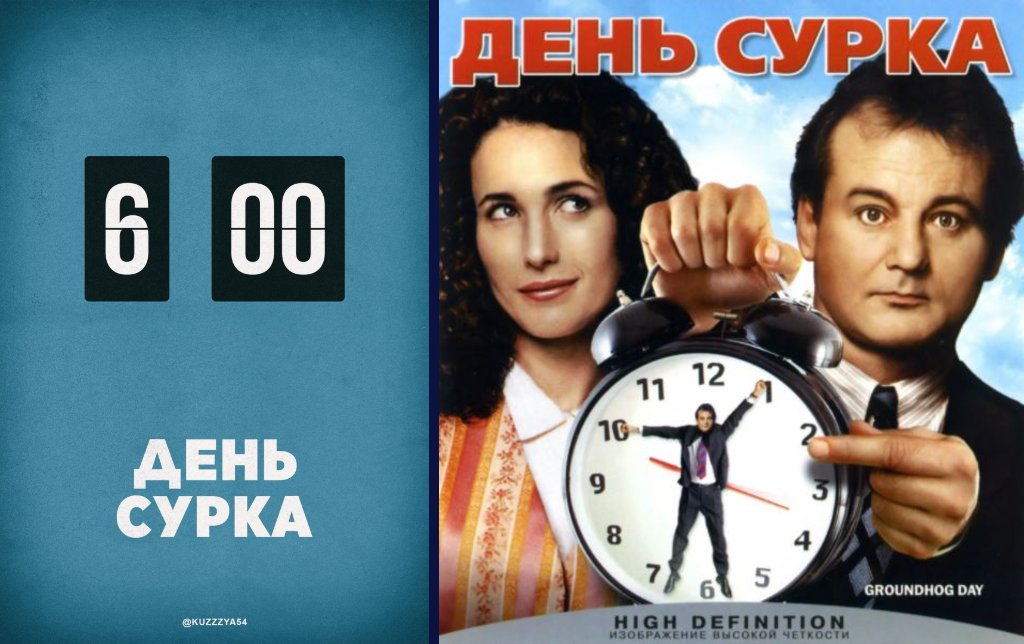 6 00
ДЕНЬ
СУРКА
@KUZZZYA54
ДЕНЬ СУРКА
12
11
1
10
2
9
3
8
4
7
6
5
GROUNDHOG DAY
HIGH DEFINITION
ИЗОБРАЖЕНИЕ ВЫСОКОЙ ЧЕТКОСТИ